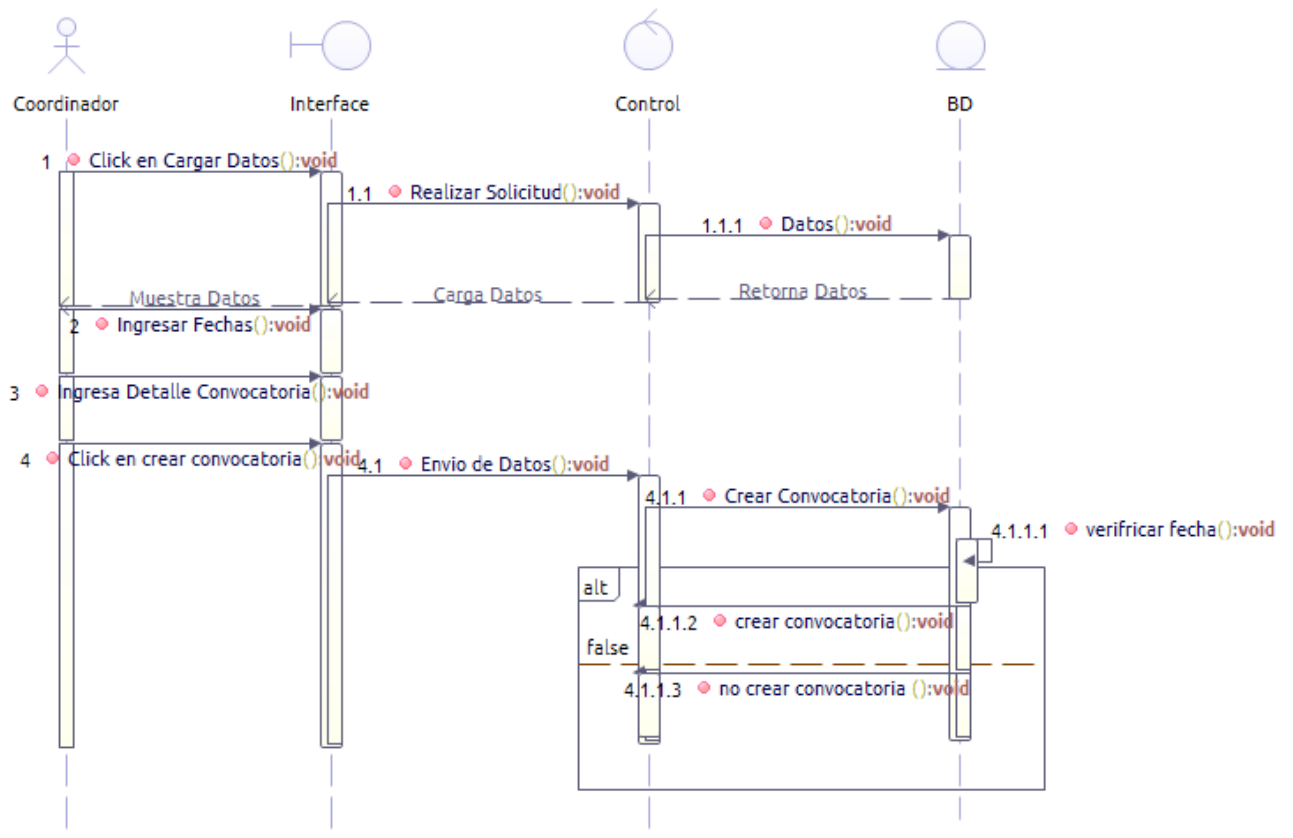 Coordinador Interface Control BD
1 Click en Cargar Datos():void
1.1 Realizar Solicitud():void
1.1.1 Datos():void
Muestra Datos Carga Datos Retorna Datos
2 Ingresar Fechas():void
3 Ingresa Detalle Convocatoria():void
4 Click en crear convocatoria():void
4.1 Envio de Datos():void
4.1.1 Crear Convocatoria():void
4.1.1.1 verifricar fecha():void
alt
4.1.1.2 crear convocatoria():void
false
4.1.1.3 no crear convocatoria ():void